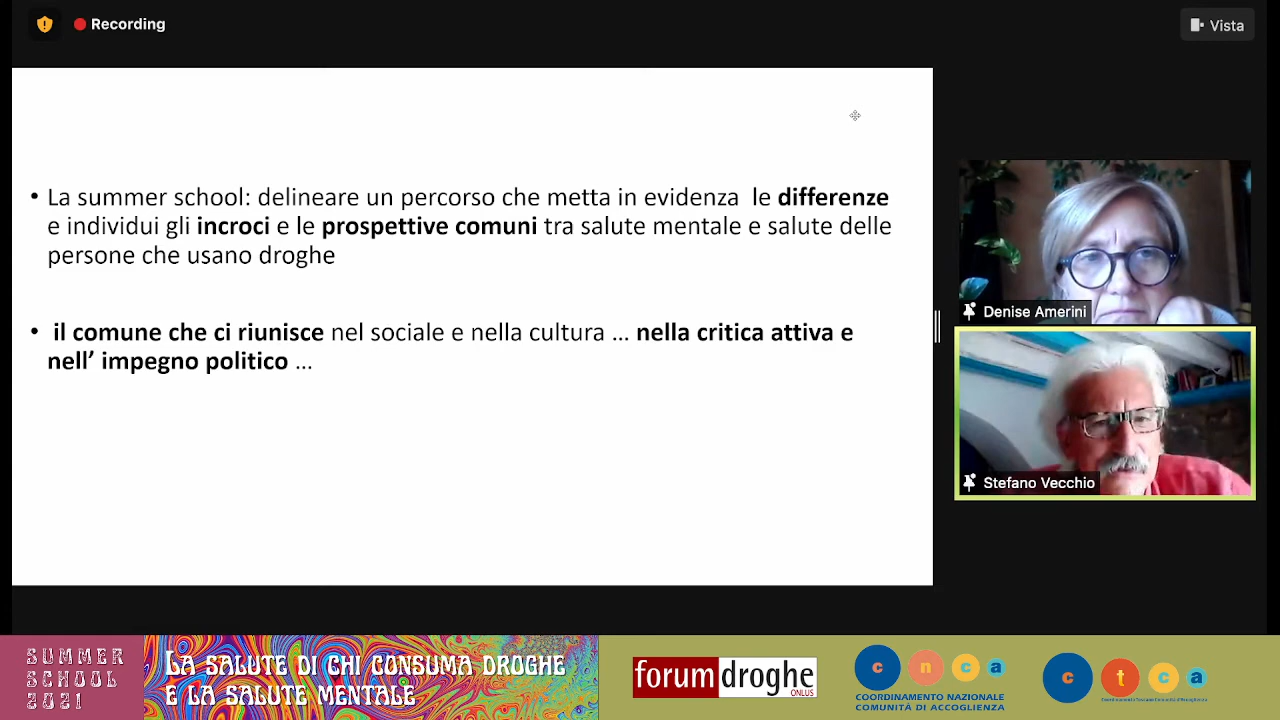 Recording
Vista
• La summer school: delineare un percorso che metta in evidenza le differenze
e individui gli incroci e le prospettive comuni tra salute mentale e salute delle
persone che usano droghe
• il comune che ci riunisce nel sociale e nella cultura ... nella critica attiva e
nell' impegno politico ...
Denise Amerini
Stefano Vecchio
SUMMER
SCHOOL
2021
LA SALUTE DI CHI CONSUMA DROGHE
E LA SALUTE MENTALE
forumdroghe
ONLUS
c n c a
COORDINAMENTO NAZIONALE
COMUNITÀ DI ACCOGLIENZA
c t c a